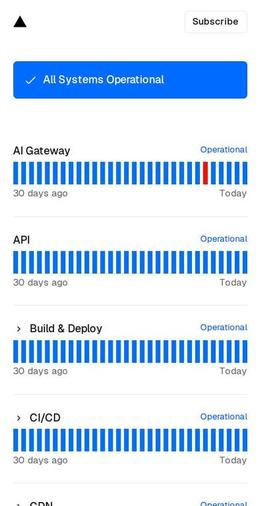 Subscribe
All Systems Operational
AI Gateway Operational
30 days ago Today
API Operational
30 days ago Today
Build & Deploy Operational
30 days ago Today
CI/CD Operational
30 days ago Today
CDN Operational